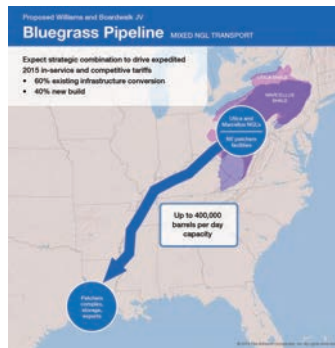 Proposed Williams and Boardwalk JV
Bluegrass Pipeline MIXED NGL TRANSPORT
Expect strategic combination to drive expedited
2015 in-service and competitive tariffs
• 60% existing infrastructure conversion
• 40% new build
UTICA SHALE
MARCELLUS
SHALE
Utica and
Marcellus NGLs
NE petchem
facilities
Up to 400,000
barrels per day
capacity
Petchem
complex,
storage,
exports